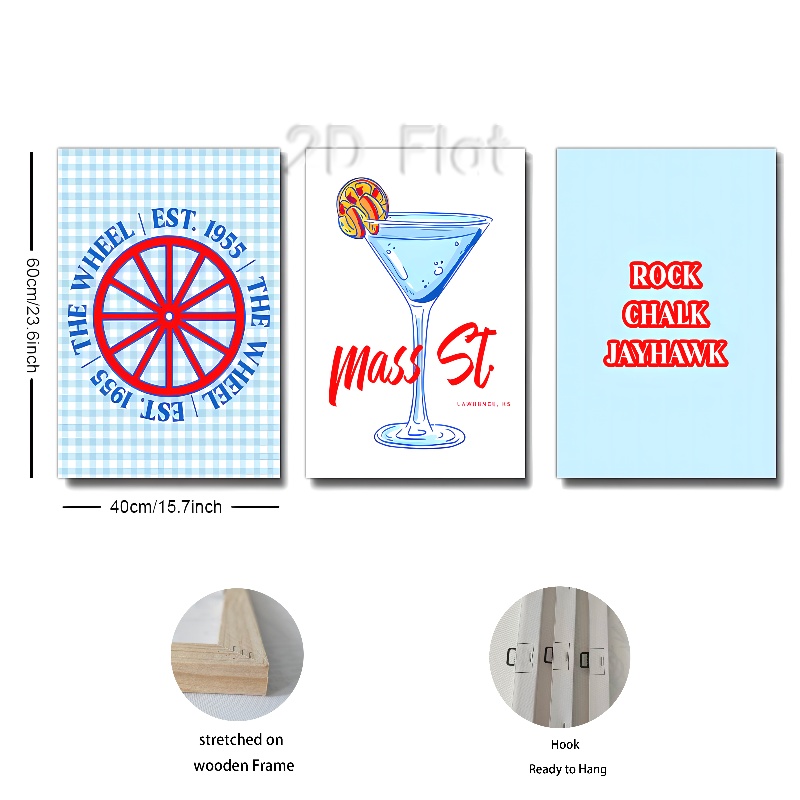 2D Flat
60cm/23.6inch
THE WHEEL | EST. 1955 | THE WHEEL | EST. 1955 |
Mass St.
LAWRENCE, KS
ROCK
CHALK
JAYHAWK
40cm/15.7inch
stretched on
wooden Frame
Hook
Ready to Hang